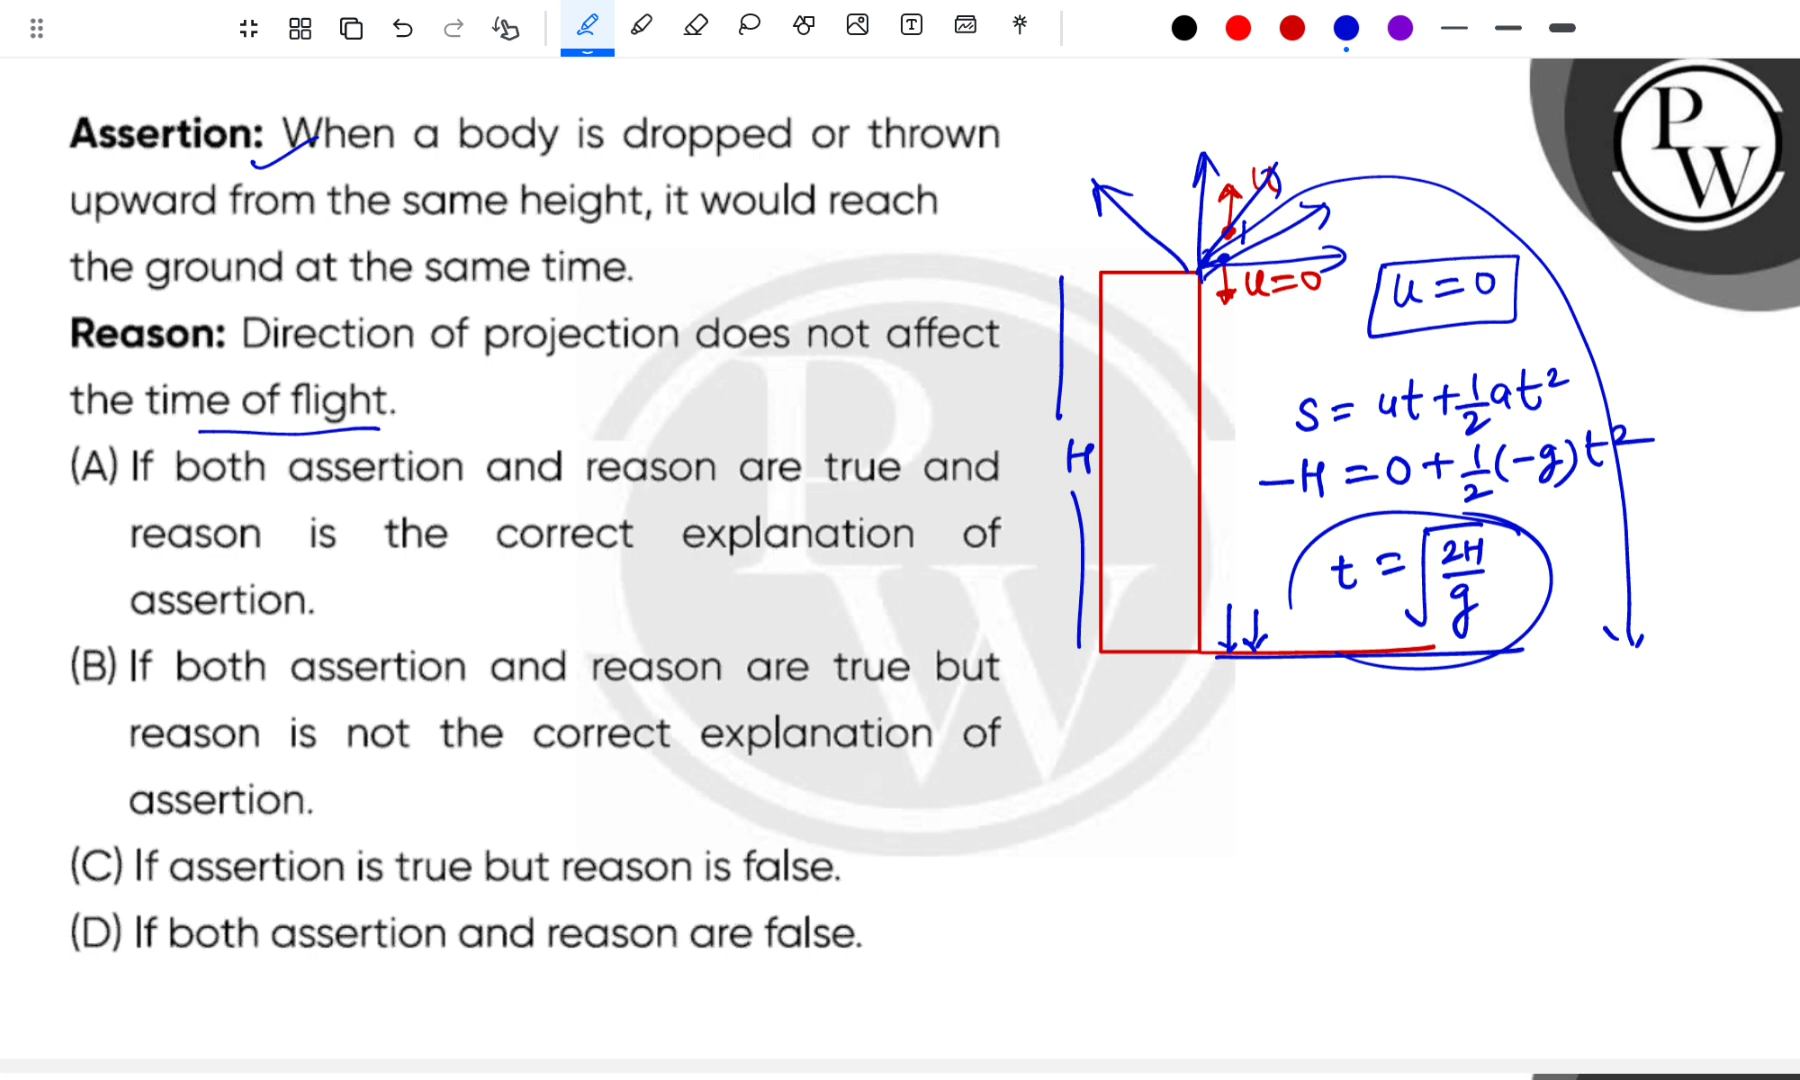 Assertion: When a body is dropped or thrown
upward from the same height, it would reach
the ground at the same time.
Reason: Direction of projection does not affect
the time of flight.
(A) If both assertion and reason are true and
reason is the correct explanation of
assertion.
(B) If both assertion and reason are true but
reason is not the correct explanation of
assertion.
(C) If assertion is true but reason is false.
(D) If both assertion and reason are false.
P
W
u=0
u=0
H
S = ut + 1/2 at²
-H = 0 + 1/2 (-g) t²
t = √2H/g
P
W